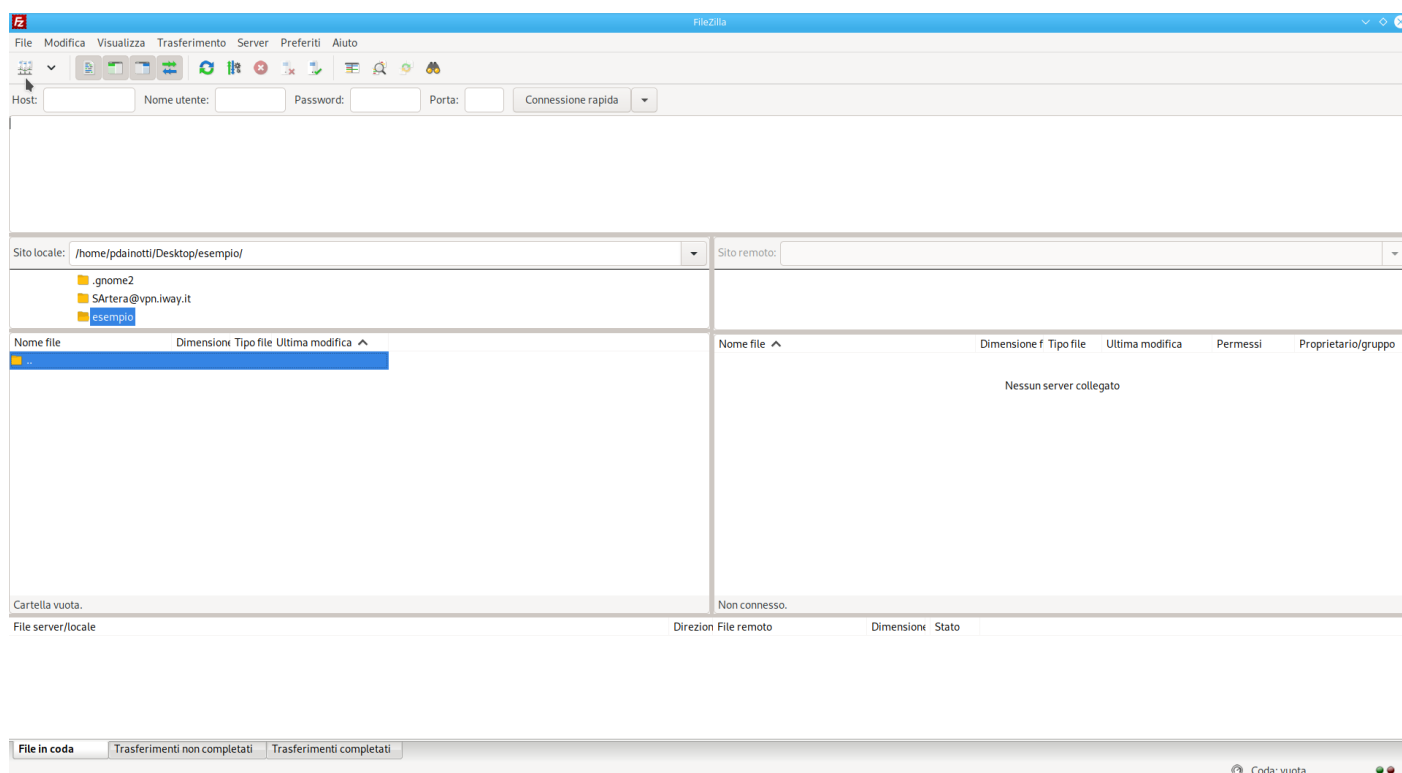 Fz FileZilla
File Modifica Visualizza Trasferimento Server Preferiti Aiuto
Host: Nome utente: Password: Porta: Connessione rapida
Sito locale: /home/pdainotti/Desktop/esempio/ Sito remoto:
.gnome2
SArtera@vpn.iway.it
esempio
Nome file Dimensione Tipo file Ultima modifica
..
Cartella vuota.
Nome file Dimensione f Tipo file Ultima modifica Permessi Proprietario/gruppo
Nessun server collegato
Non connesso.
File server/locale Direzion File remoto Dimensione Stato
File in coda Trasferimenti non completati Trasferimenti completati
Coda: vuota